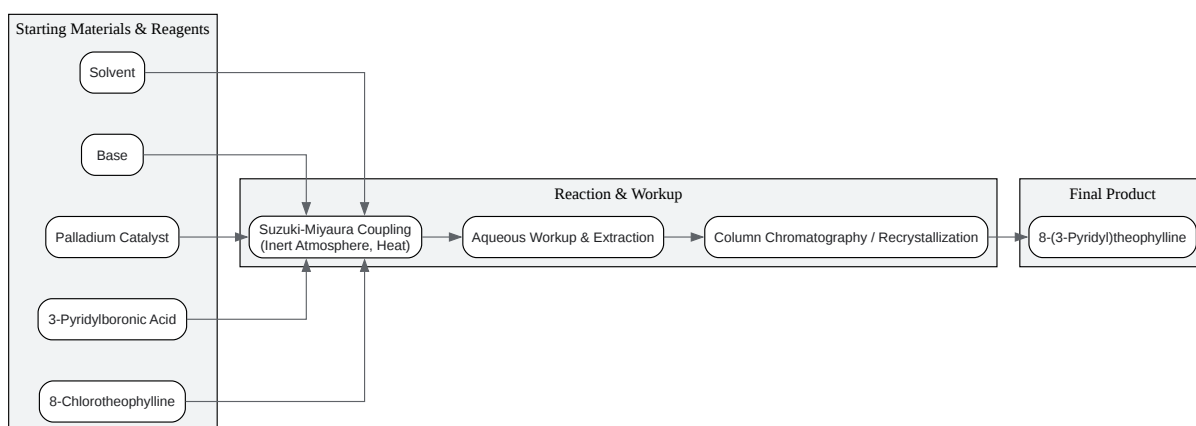 Starting Materials & Reagents
Solvent
Base
Palladium Catalyst
3-Pyridylboronic Acid
8-Chlorotheophylline
Reaction & Workup
Suzuki-Miyaura Coupling
(Inert Atmosphere, Heat)
Aqueous Workup & Extraction
Column Chromatography / Recrystallization
Final Product
8-(3-Pyridyl)theophylline